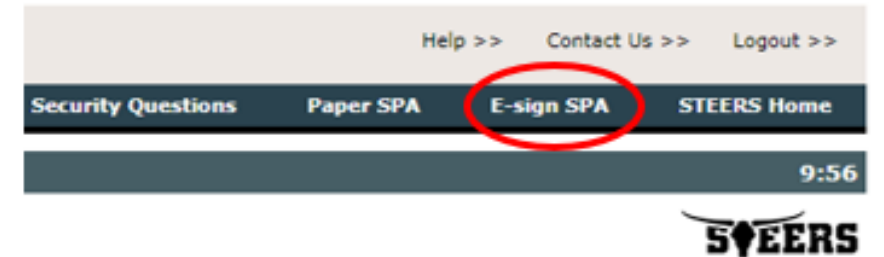 Help >> Contact Us >> Logout >>
Security Questions Paper SPA E-sign SPA STEERS Home
9:56
STEERS